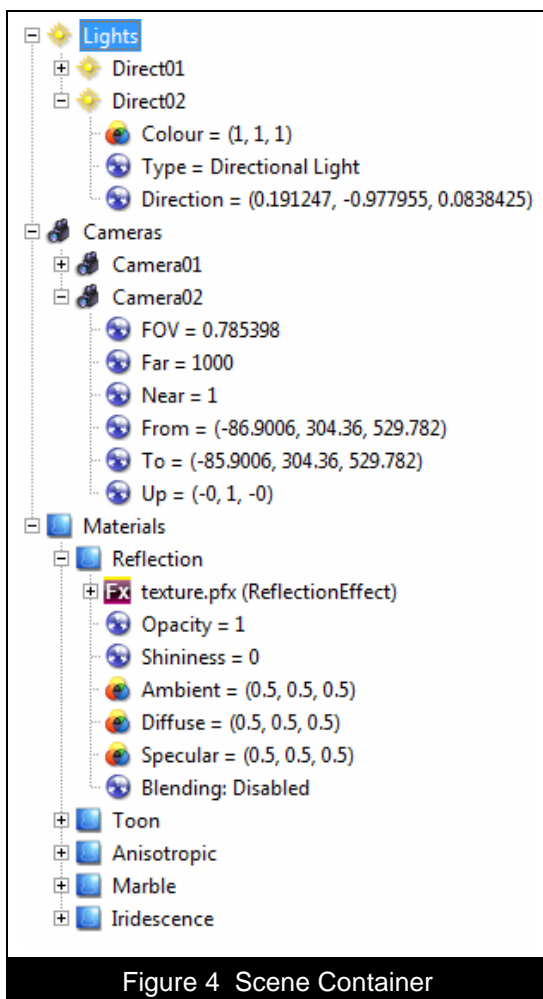 Lights
Direct01
Direct02
Colour = (1, 1, 1)
Type = Directional Light
Direction = (0.191247, -0.977955, 0.0838425)
Cameras
Camera01
Camera02
FOV = 0.785398
Far = 1000
Near = 1
From = (-86.9006, 304.36, 529.782)
To = (-85.9006, 304.36, 529.782)
Up = (-0, 1, -0)
Materials
Reflection
Fx texture.pfx (ReflectionEffect)
Opacity = 1
Shininess = 0
Ambient = (0.5, 0.5, 0.5)
Diffuse = (0.5, 0.5, 0.5)
Specular = (0.5, 0.5, 0.5)
Blending: Disabled
Toon
Anisotropic
Marble
Iridescence
Figure 4 Scene Container